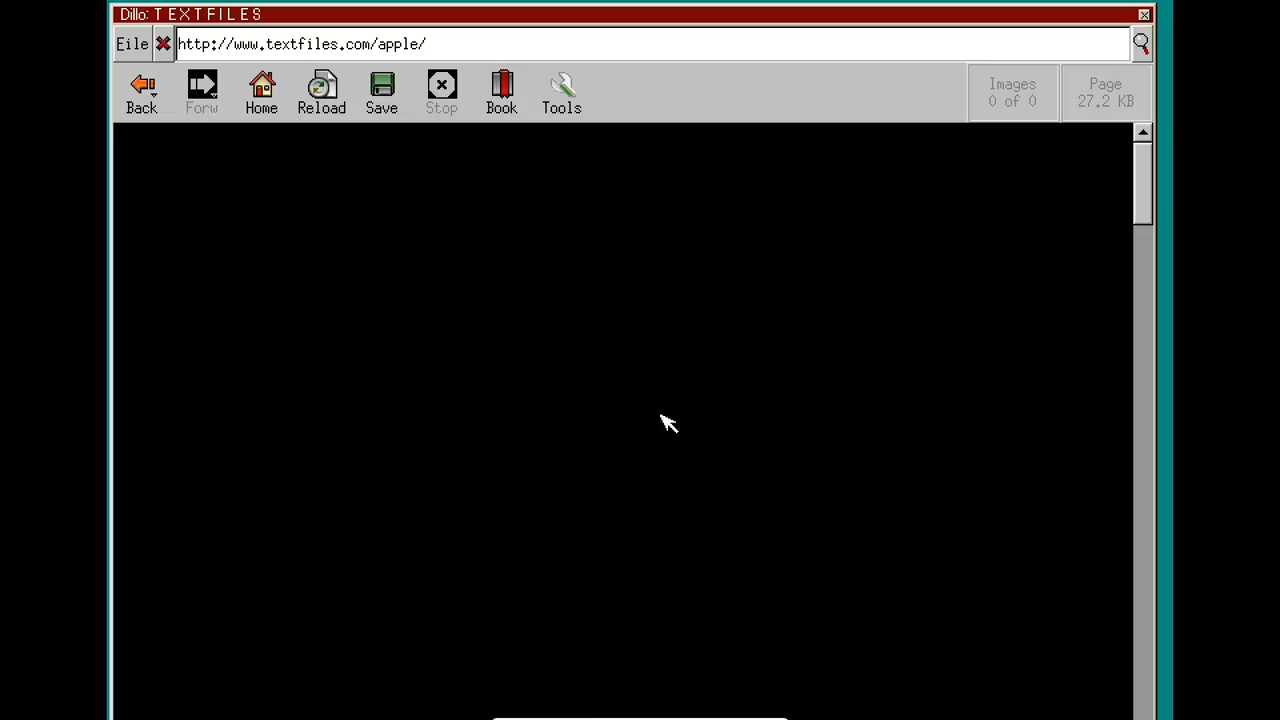 Dillo: T E X T F I L E S
Eile
http://www.textfiles.com/apple/
Back Forw Home Reload Save Stop Book Tools
Images
0 of 0
Page
27.2 KB